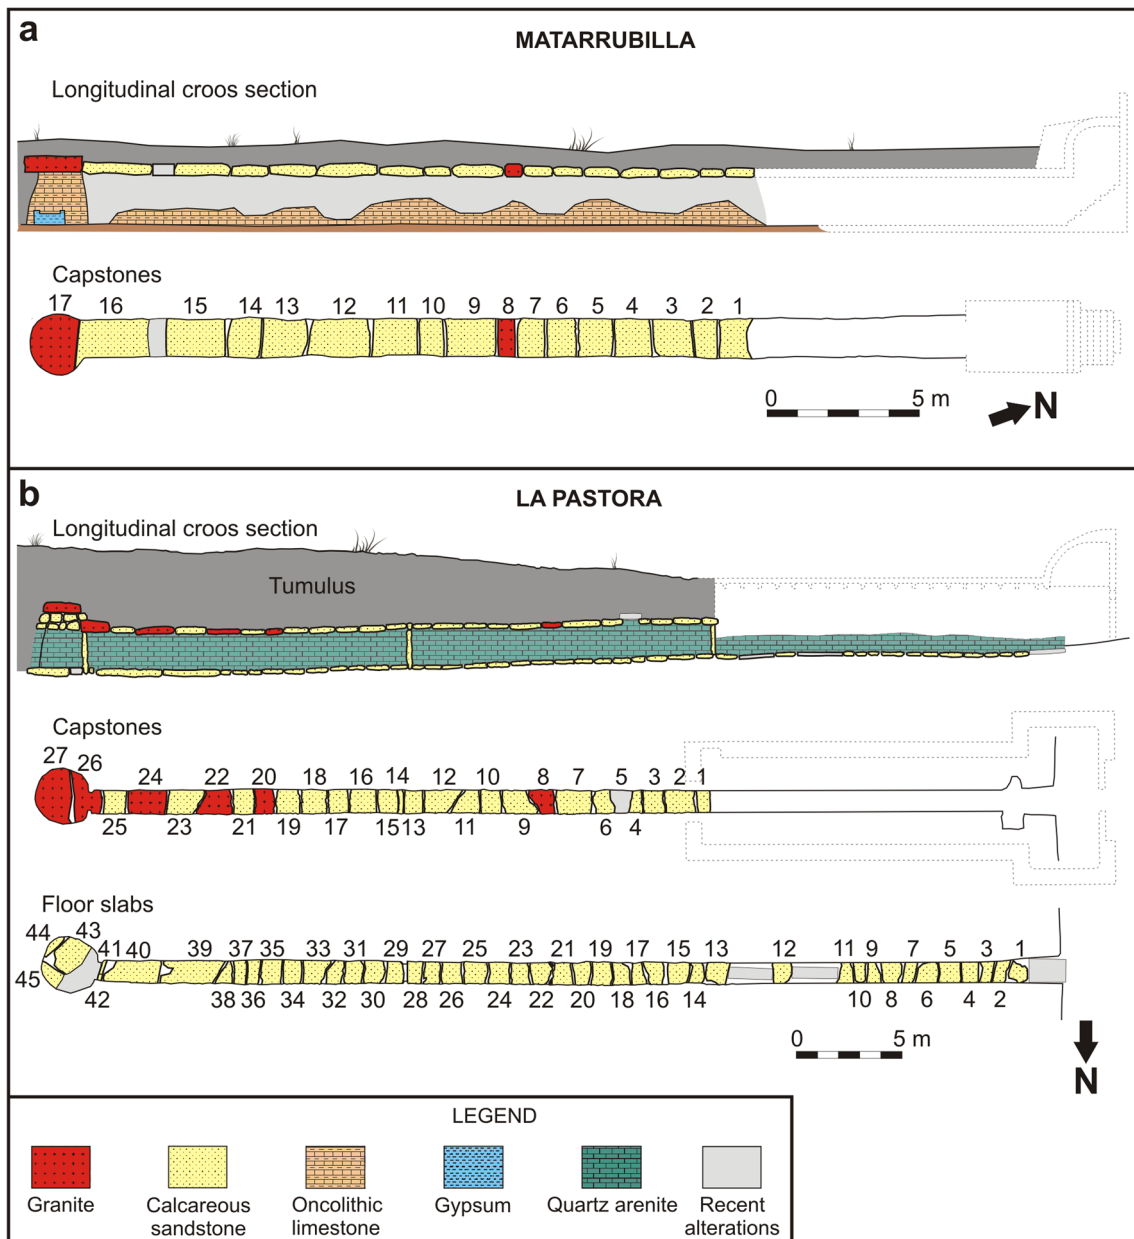 a
MATARRUBILLA
Longitudinal croos section
Capstones
17 16 15 14 13 12 11 10 9 8 7 6 5 4 3 2 1
0 5 m
N
b
LA PASTORA
Longitudinal croos section
Tumulus
Capstones
27 26 24 22 20 18 16 14 12 10 8 7 5 3 2 1
25 23 21 19 17 15 13 11 9 6 4
Floor slabs
44 43 41 40 39 37 35 33 31 29 27 25 23 21 19 17 15 13 12 11 9 7 5 3 1
45 42 38 36 34 32 30 28 26 24 22 20 18 16 14 10 8 6 4 2
0 5 m
N
LEGEND
Granite
Calcareous
sandstone
Oncolithic
limestone
Gypsum
Quartz arenite
Recent
alterations